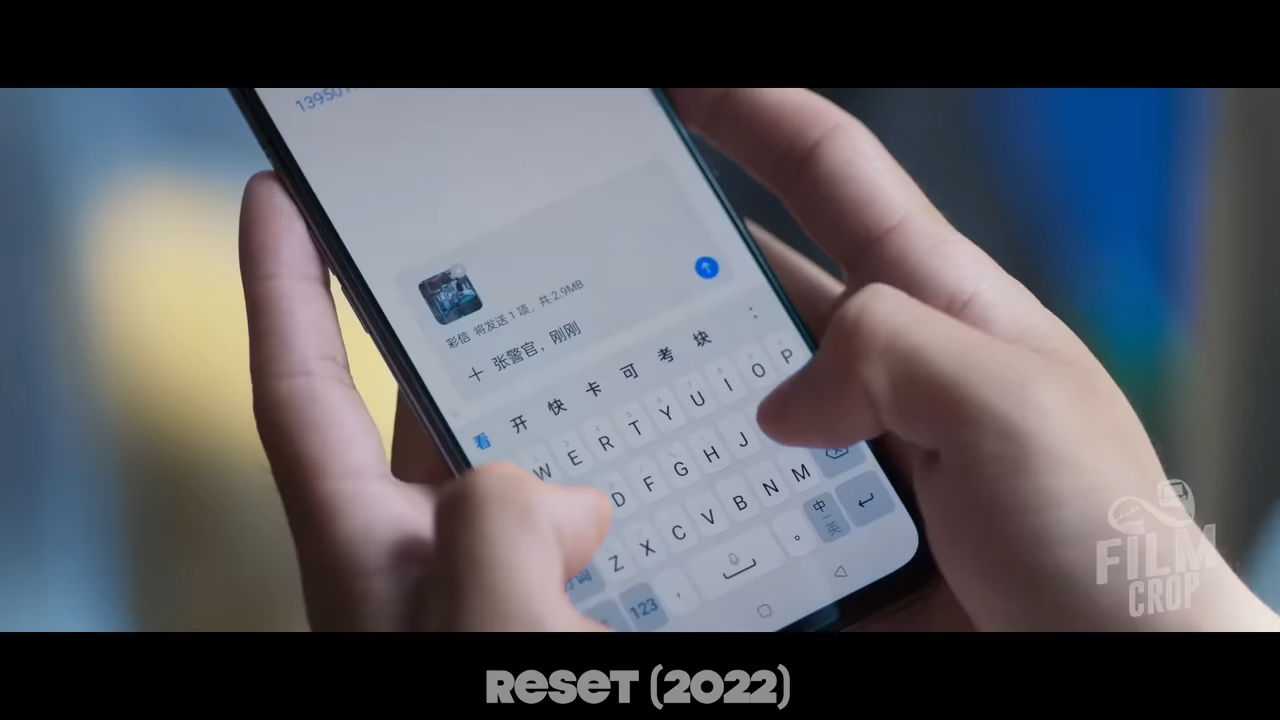 13950
彩信 将发送 1 项，共 2.9MB
十 张警官，刚刚
看 开 快 卡 可 考 块
W E R T Y U I O P
D F G H J
Z X C V B N M
123 ， 。 中 英
FILM
CROP
RESET (2022)